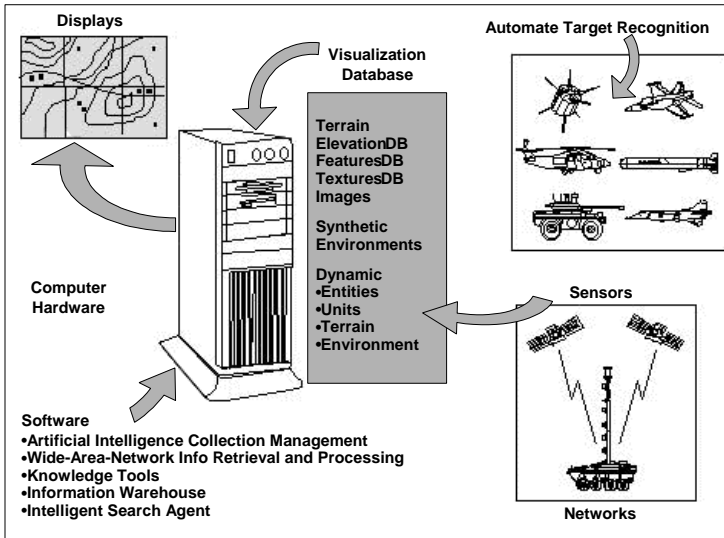 Displays
Visualization
Database
Automate Target Recognition
Terrain
ElevationDB
FeaturesDB
TexturesDB
Images
Synthetic
Environments
Dynamic
•Entities
•Units
•Terrain
•Environment
Computer
Hardware
Sensors
Networks
Software
•Artificial Intelligence Collection Management
•Wide-Area-Network Info Retrieval and Processing
•Knowledge Tools
•Information Warehouse
•Intelligent Search Agent